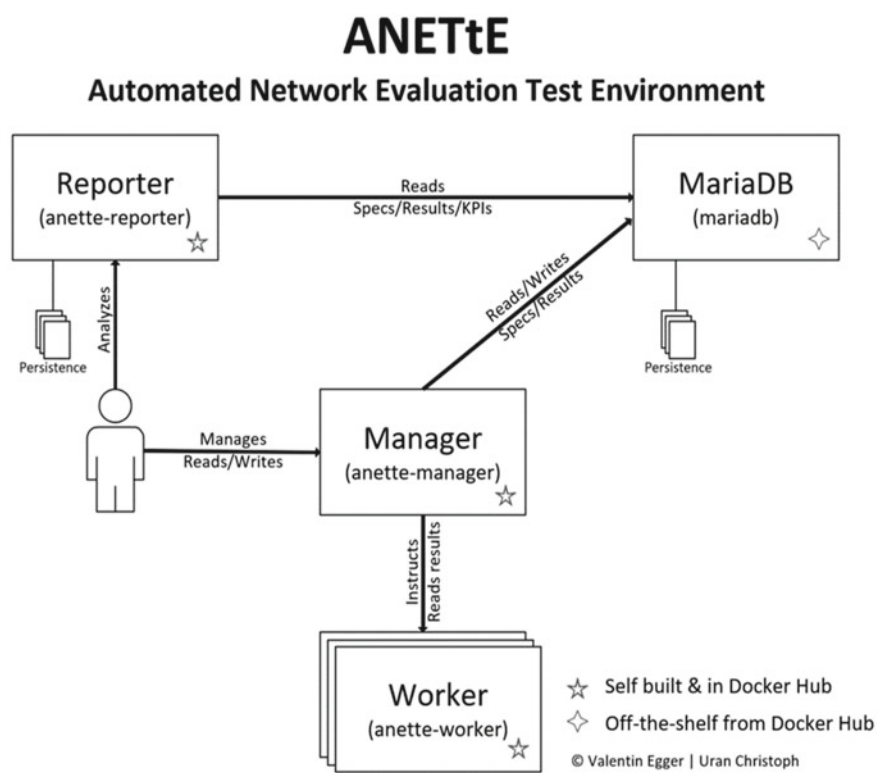 ANETtE
Automated Network Evaluation Test Environment
Reporter
(anette-reporter)
Reads
Specs/Results/KPIs
MariaDB
(mariadb)
Analyzes
Persistence
Reads/Writes
Specs/Results
Persistence
Manages
Reads/Writes
Manager
(anette-manager)
Instructs
Reads results
Worker
(anette-worker)
Self built & in Docker Hub
Off-the-shelf from Docker Hub
© Valentin Egger | Uran Christoph